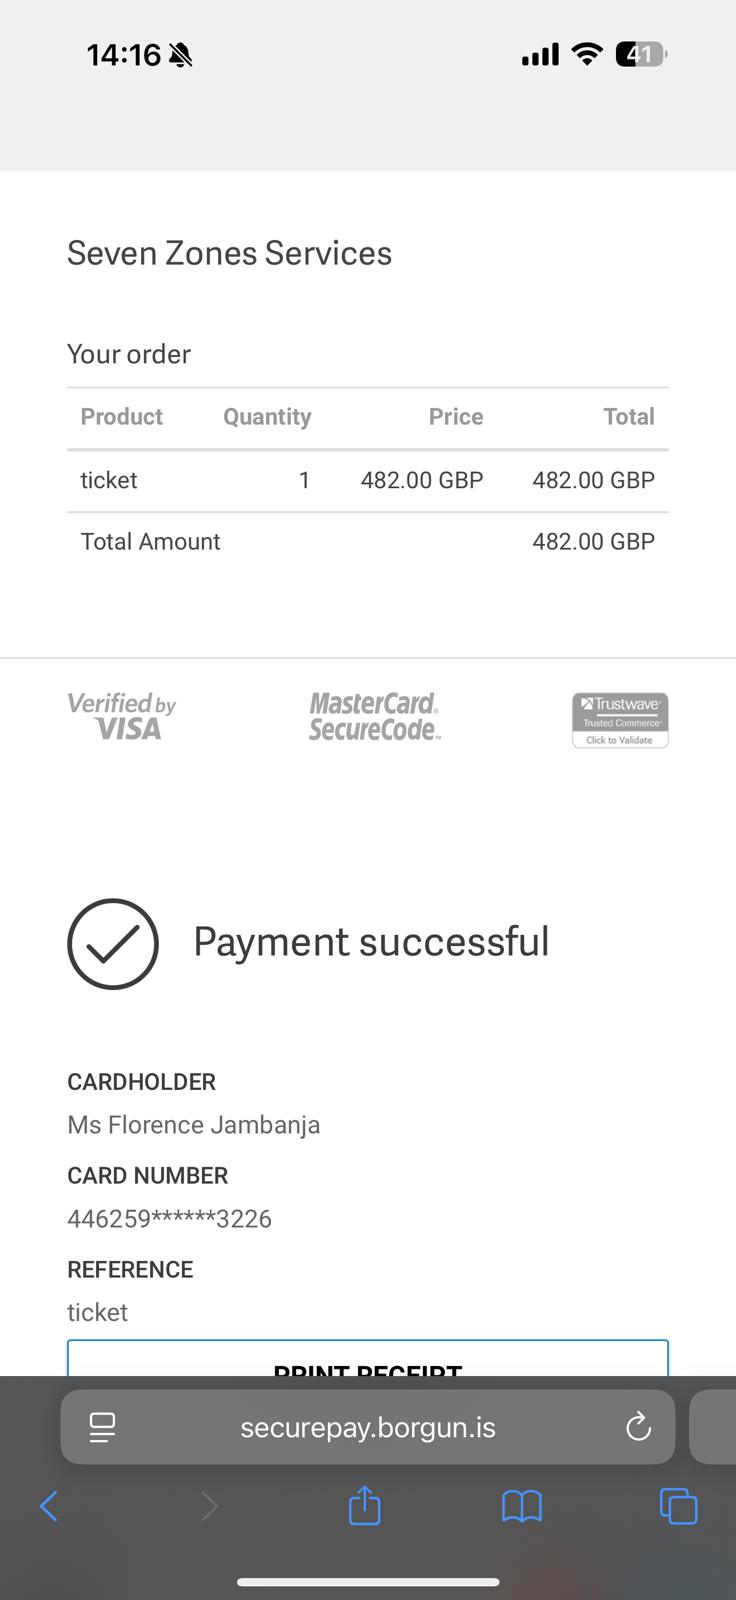 14:16
41
Seven Zones Services
Your order
Product Quantity Price Total
ticket 1 482.00 GBP 482.00 GBP
Total Amount 482.00 GBP
Verified by
VISA
MasterCard®
SecureCode™
Trustwave®
Trusted Commerce®
Click to Validate
Payment successful
CARDHOLDER
Ms Florence Jambanja
CARD NUMBER
446259******3226
REFERENCE
ticket
PRINT RECEIPT
securepay.borgun.is